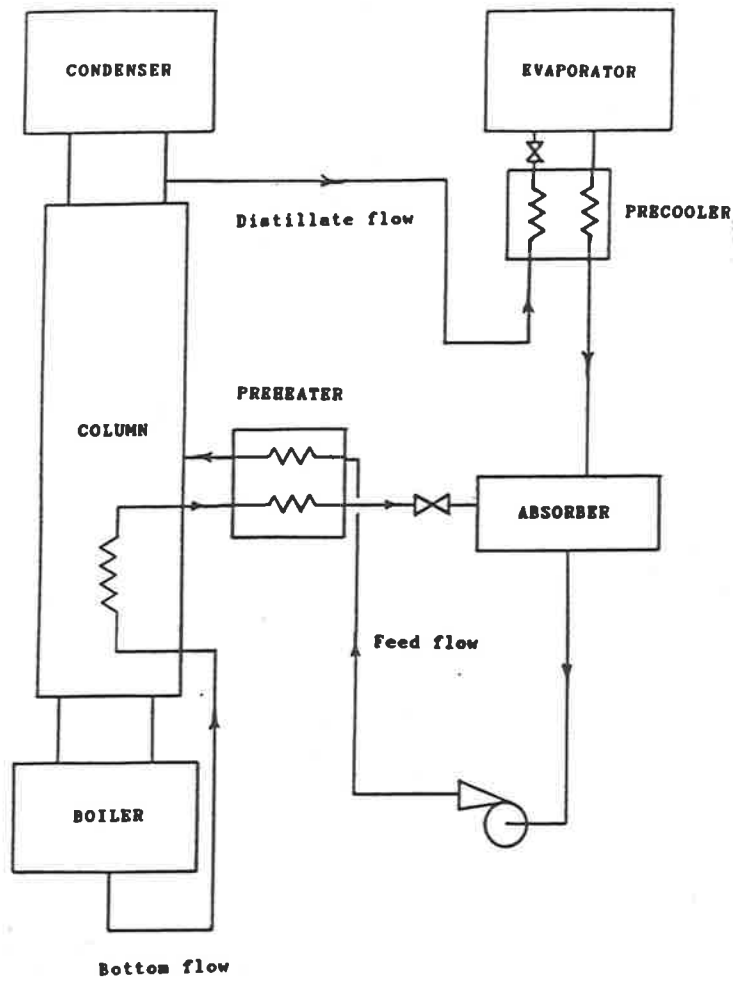 CONDENSER
EVAPORATOR
PRECOOLER
Distillate flow
PREHEATER
COLUMN
ABSORBER
Feed flow
BOILER
Bottom flow